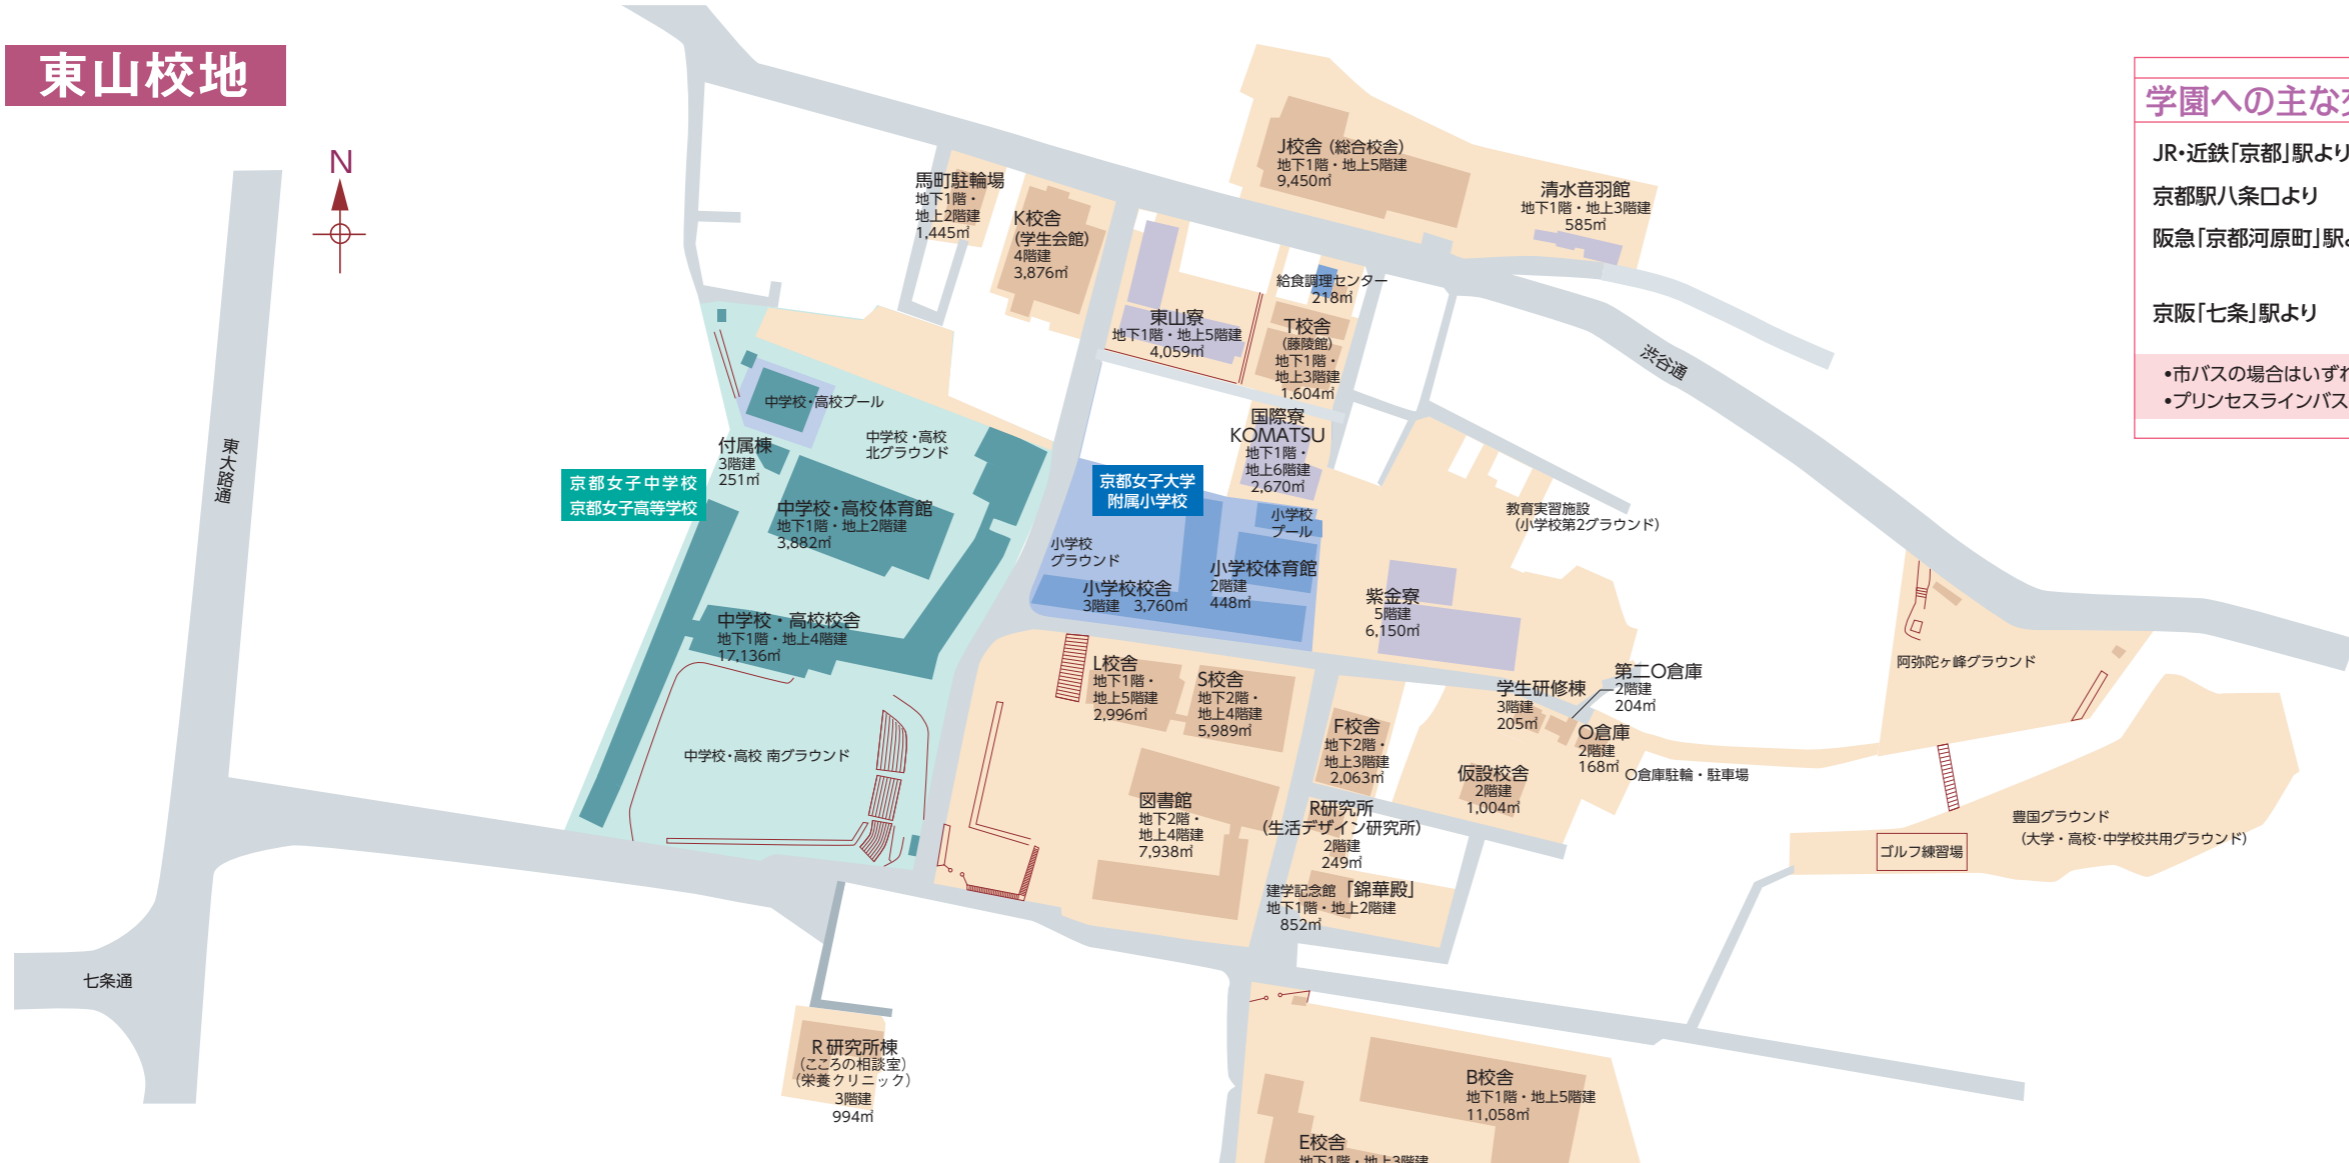 東山校地
N
学園への主な
JR・近鉄「京都」駅より
京都駅八条口より
阪急「京都河原町」駅
京阪「七条」駅より
•市バスの場合はいずれ
•プリンセスラインバス
J校舎 (総合校舎)
地下1階・地上5階建
9,450㎡
清水音羽館
地下1階・地上3階建
585㎡
馬町駐輪場
地下1階・
地上2階建
1,445㎡
K校舎
(学生会館)
4階建
3,876㎡
給食調理センター
218㎡
東山寮
地下1階・地上5階建
4,059㎡
T校舎
(藤陵館)
地下1階・
地上3階建
1,604㎡
渋谷通
中学校・高校プール
国際寮
KOMATSU
地下1階・
地上6階建
2,670㎡
中学校・高校
北グラウンド
付属棟
3階建
251㎡
東大路通
京都女子中学校
京都女子高等学校
京都女子大学
附属小学校
中学校・高校体育館
地下1階・地上2階建
3,882㎡
小学校
プール
教育実習施設
(小学校第2グラウンド)
小学校
グラウンド
小学校体育館
2階建
448㎡
小学校校舎
3階建 3,760㎡
紫金寮
5階建
6,150㎡
中学校・高校校舎
地下1階・地上4階建
17,136㎡
L校舎
地下1階・
地上5階建
2,996㎡
S校舎
地下2階・
地上4階建
5,989㎡
学生研修棟
3階建
205㎡
第二O倉庫
2階建
204㎡
阿弥陀ヶ峰グラウンド
F校舎
地下2階・
地上3階建
2,063㎡
O倉庫
2階建
168㎡
O倉庫駐輪・駐車場
中学校・高校 南グラウンド
仮設校舎
2階建
1,004㎡
図書館
地下2階・
地上4階建
7,938㎡
R研究所
(生活デザイン研究所)
2階建
249㎡
豊国グラウンド
(大学・高校・中学校共用グラウンド)
ゴルフ練習場
建学記念館「錦華殿」
地下1階・地上2階建
852㎡
七条通
R 研究所棟
(こころの相談室)
(栄養クリニック)
3階建
994㎡
B校舎
地下1階・地上5階建
11,058㎡
E校舎
地下1階・地上3階建